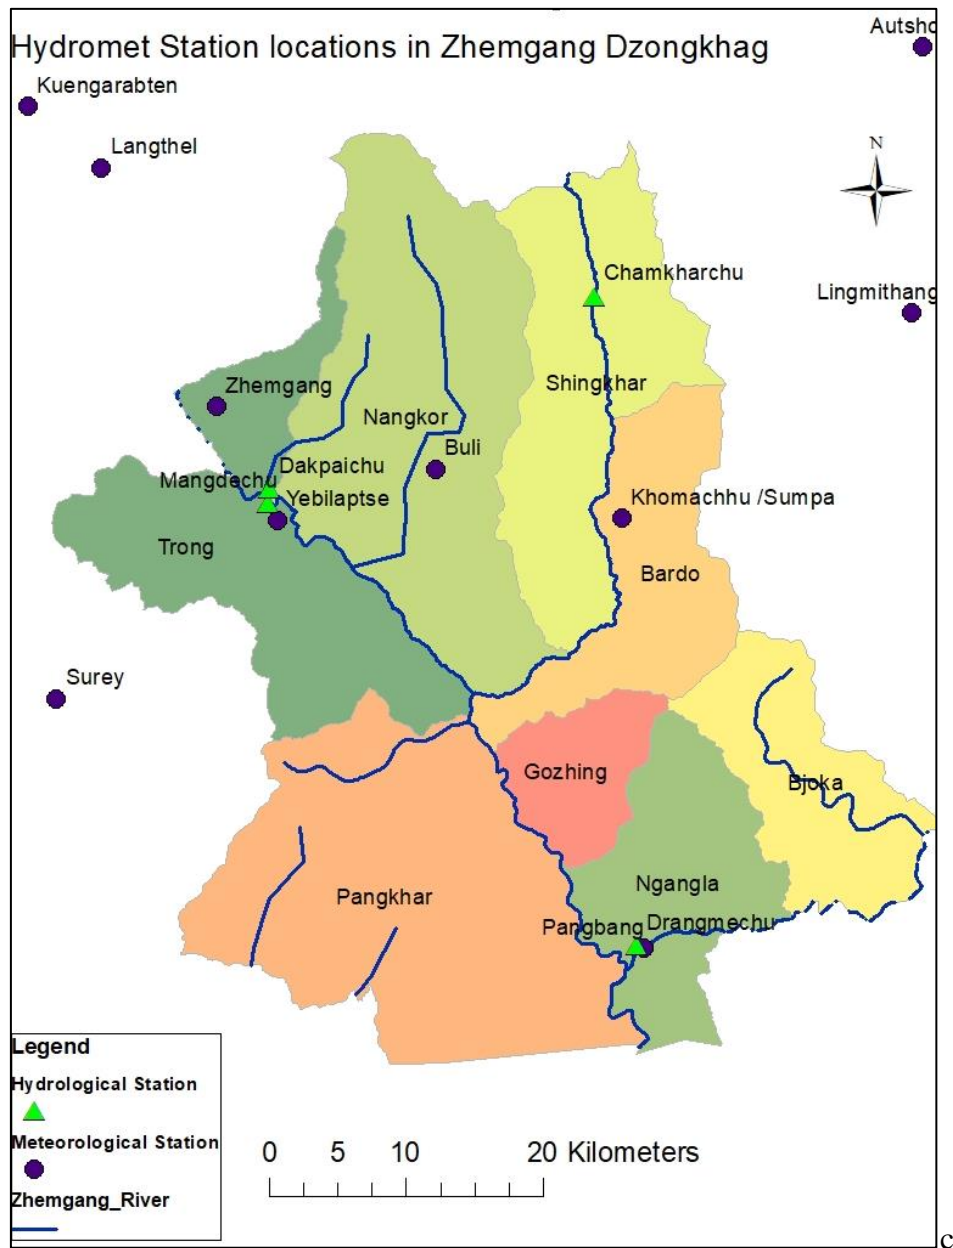 Hydromet Station locations in Zhemgang Dzongkhag
Autsho
Kuengarabten
Langthel
N
Chamkharchu
Lingmithang
Shingkhar
Zhemgang
Nangkor
Buli
Dakpaichu
Mangdechu
Yebilaptse
Khomachhu /Sumpa
Trong
Bardo
Surey
Gozhing
Bjoka
Ngangla
Pangkhar
Pangbang
Drangmechu
Legend
Hydrological Station
Meteorological Station
Zhemgang_River
0 5 10 20 Kilometers
c